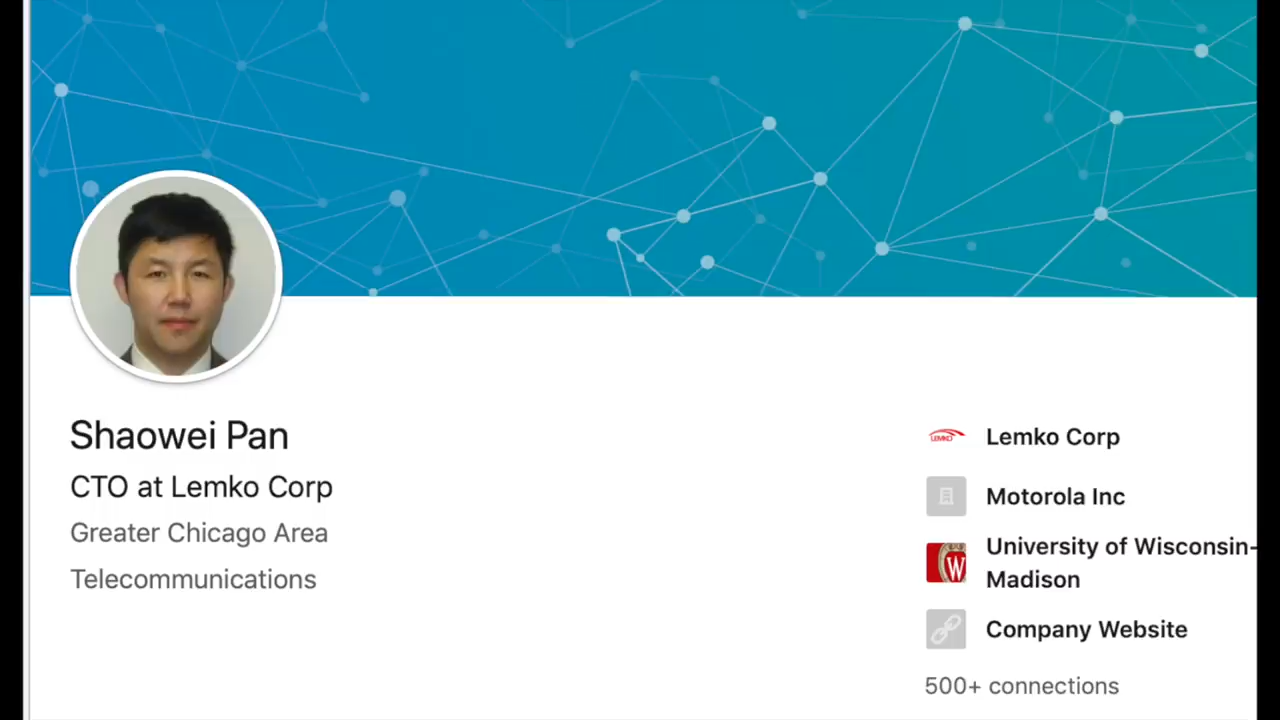 Shaowei Pan
CTO at Lemko Corp
Greater Chicago Area
Telecommunications
LEMKO
Lemko Corp
Motorola Inc
W
University of Wisconsin-
Madison
Company Website
500+ connections